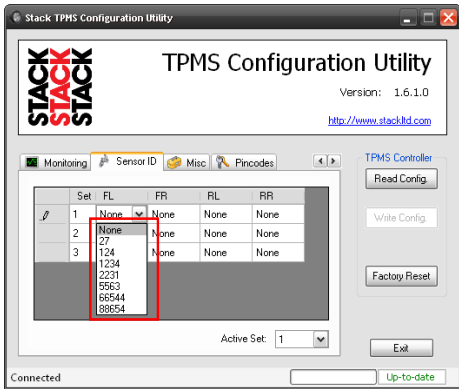 Stack TPMS Configuration Utility
STACK
STACK
STACK
TPMS Configuration Utility
Version: 1.6.1.0
http://www.stackltd.com
Monitoring
Sensor ID
Misc
Pincodes
TPMS Controller
Read Config.
Write Config.
Factory Reset
Set FL FR RL RR
1 None None None None
2 None None None
3 None None None
None
27
124
1234
2231
5563
66544
88654
Active Set: 1
Exit
Connected
Up-to-date